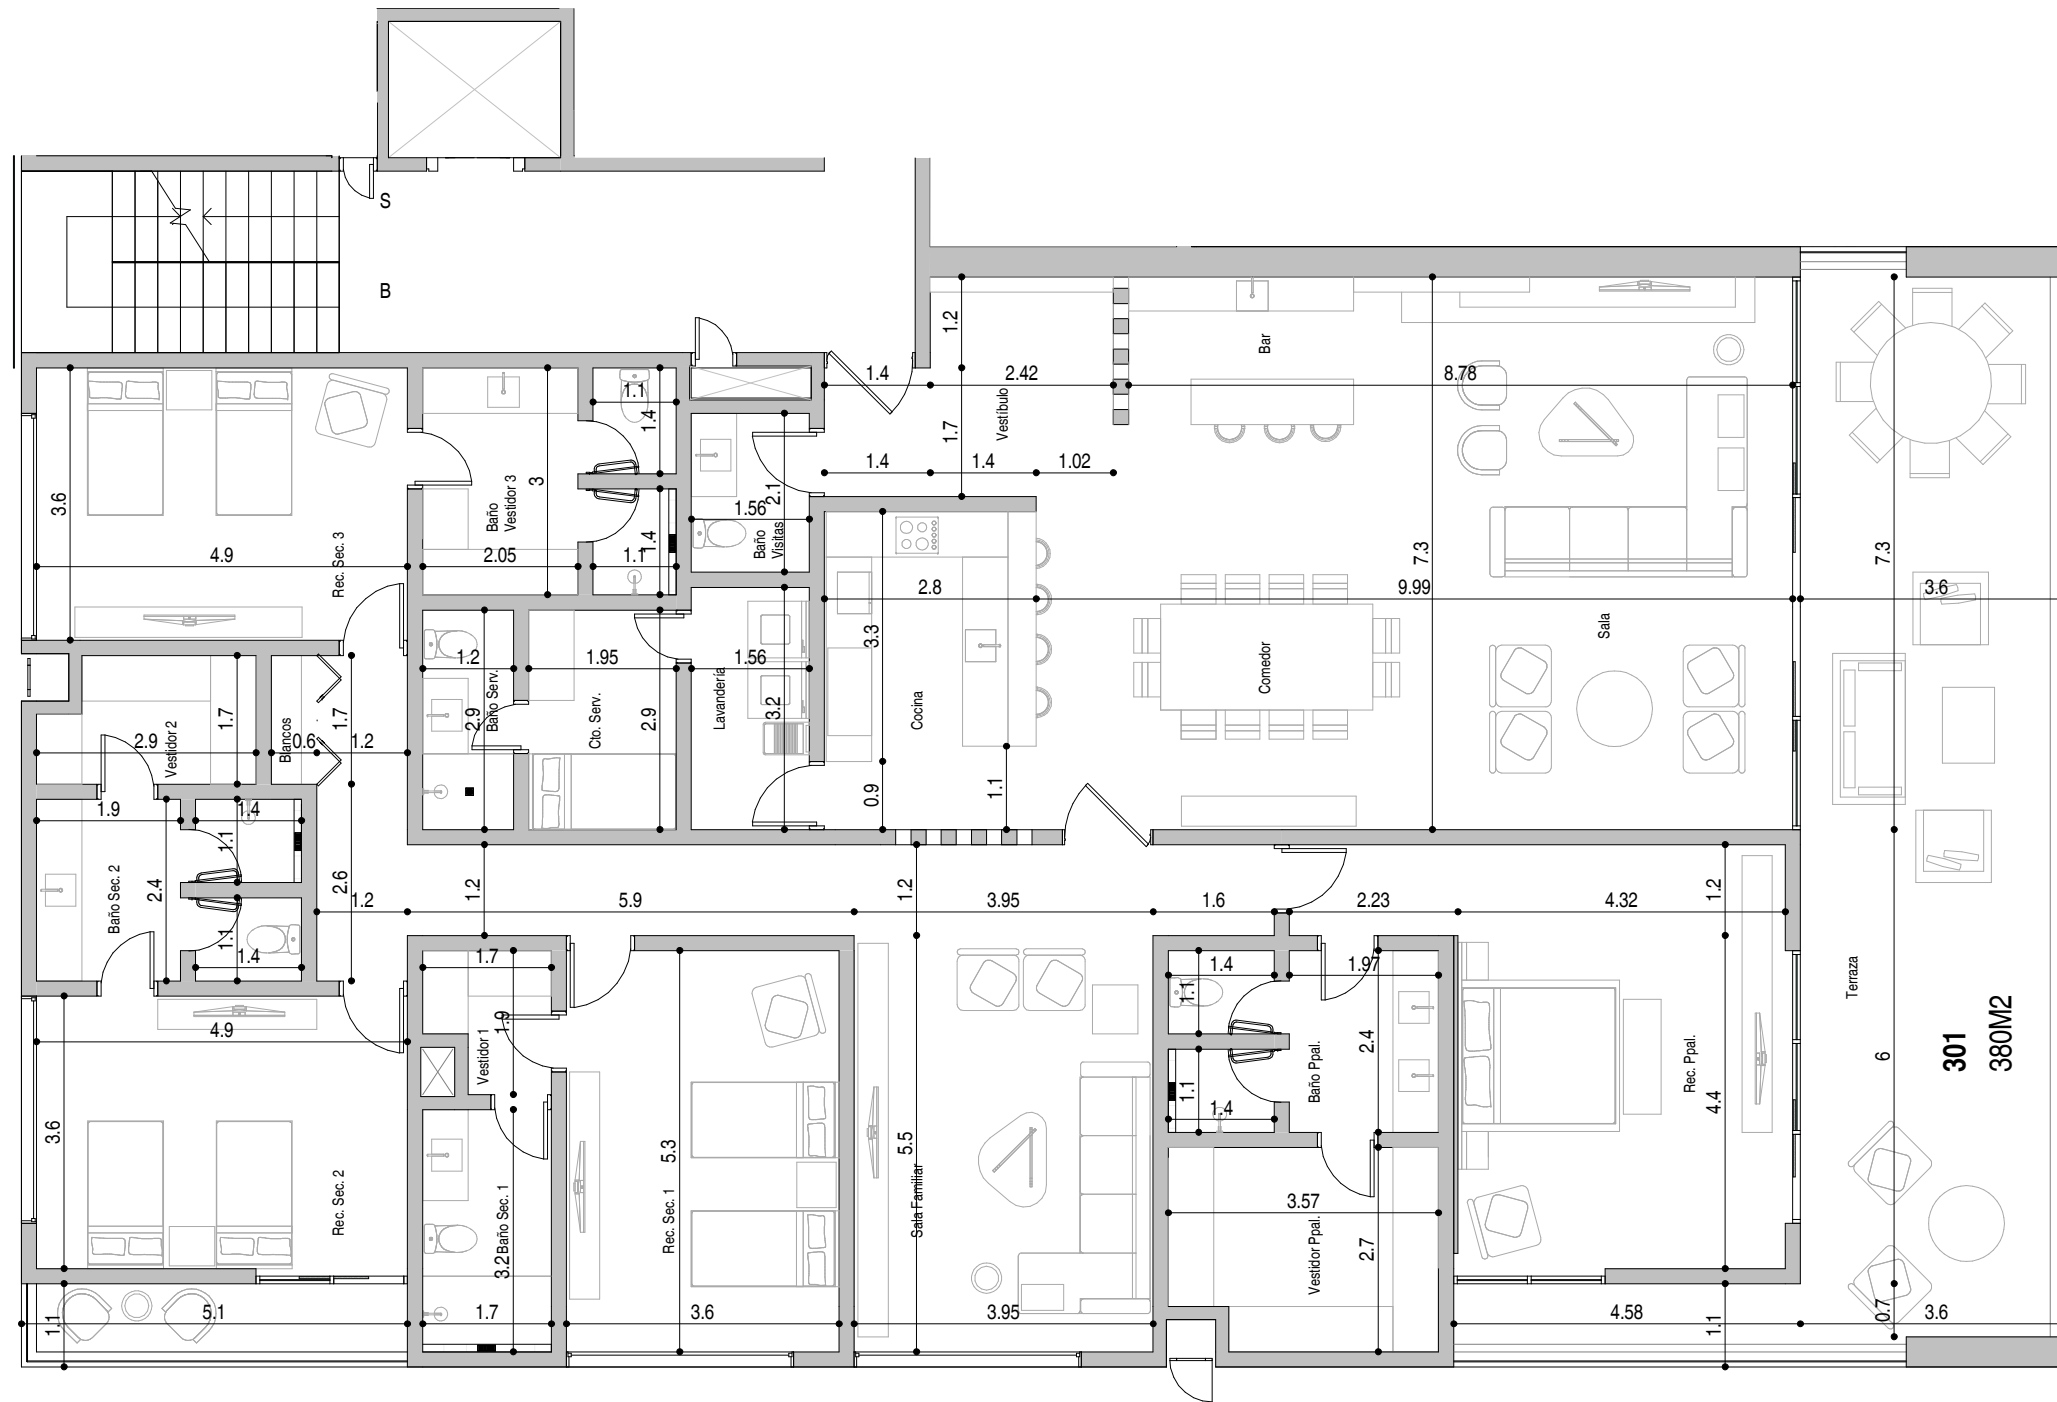 S
B
1.2
1.4
2.42
8.78
Bar
Vestíbulo
1.7
1.4
1.4
1.02
1.1
1.4
3
Baño
Vestidor 3
2.05
1.4
1.1
3.6
4.9
Rec. Sec. 3
2.1
1.56
Baño
Visitas
7.3
7.3
2.8
9.99
3.6
3.3
Sala
Comedor
Cocina
0.9
1.1
1.2
2.9
Baño Serv.
1.95
Cto. Serv.
2.9
1.56
Lavandería
3.2
1.7
2.9
Vestidor 2
Blancos
0.6
1.7
1.2
1.9
1.4
1.1
2.4
Baño Sec. 2
1.1
1.4
2.6
1.2
1.2
5.9
1.2
3.95
1.6
2.23
4.32
1.2
Terraza
301
380M2
6
4.9
3.6
Rec. Sec. 2
1.7
1.9
Vestidor 1
3.2
Baño Sec. 1
1.7
5.3
Rec. Sec. 1
3.6
5.5
Sala Familiar
3.95
1.4
1.97
1.1
1.1
1.4
Baño Ppal.
2.4
3.57
Vestidor Ppal.
2.7
Rec. Ppal.
4.4
4.58
1.1
0.7
3.6
5.1
1.1